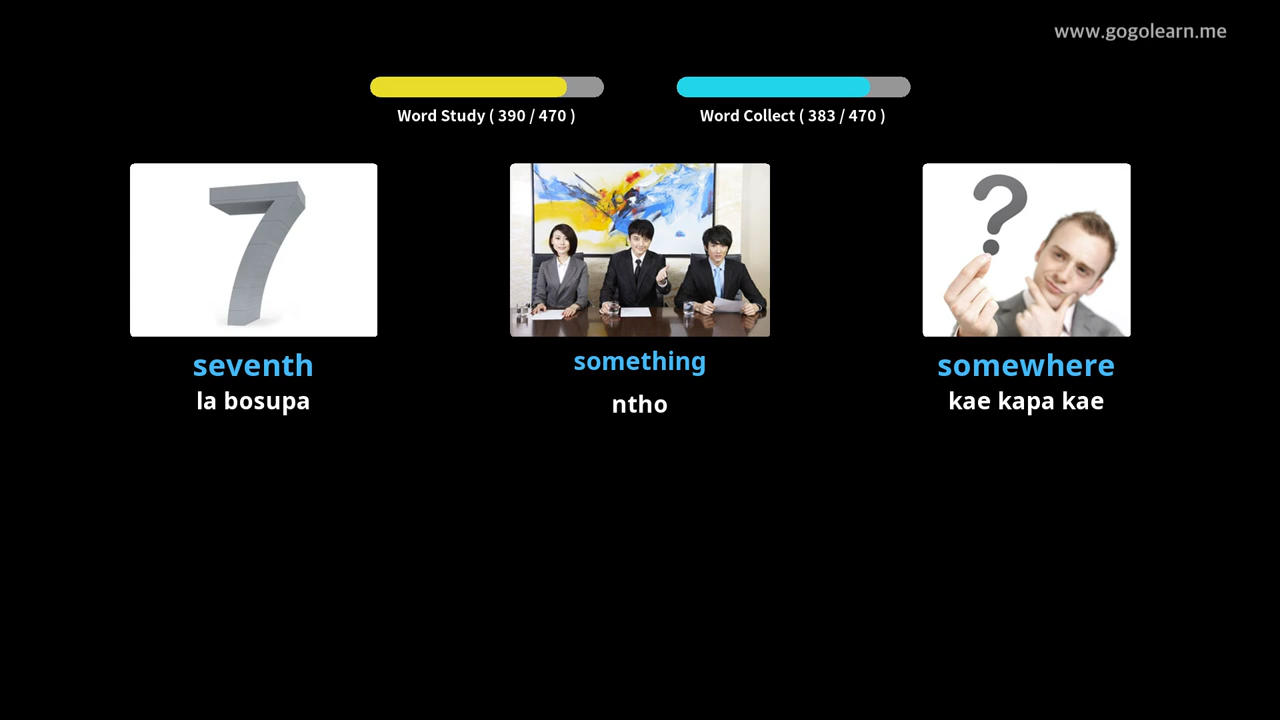 www.gogolearn.me
Word Study ( 390 / 470 )
Word Collect ( 383 / 470 )
7
?
seventh
la bosupa
something
ntho
somewhere
kae kapa kae